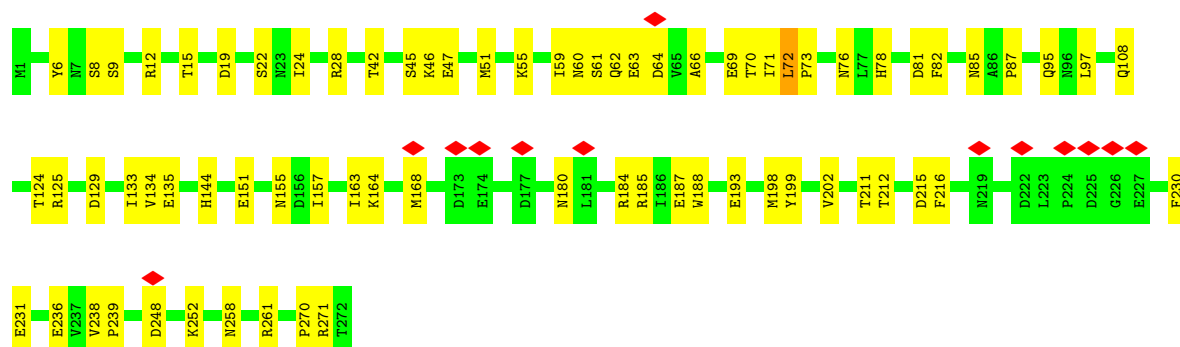 M1 Y6 N7 S8 S9 R12 T15 D19 S22 N23 I24 R28 T42 S45 K46 E47 M51 K55 I59 N60 S61 Q62 E63 D64 V65 A66 E69 T70 I71 L72 P73 N76 L77 H78 D81 F82 N85 A86 P87 Q95 N96 L97 Q108
T124 R125 D129 I133 V134 E135 H144 E151 N155 D156 I157 I163 K164 M168 D173 E174 D177 N180 L181 R184 R185 I186 E187 W188 E193 M198 Y199 V202 T211 T212 D215 F216 N219 D222 L223 P224 D225 G226 E227 F230
E231 E236 V237 V238 P239 D248 K252 N258 R261 P270 R271 T272